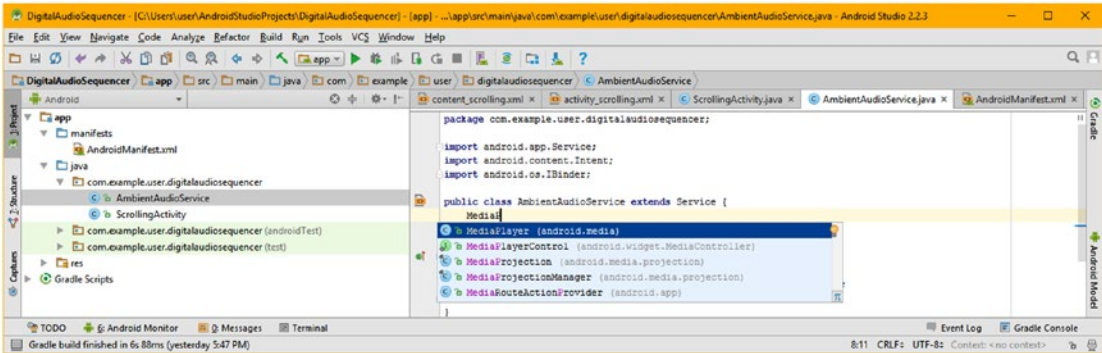 DigitalAudioSequencer - [C:\Users\user\AndroidStudioProjects\DigitalAudioSequencer] - [app] - ...\app\src\main\java\com\example\user\digitalaudiosequencer\AmbientAudioService.java - Android Studio 2.2.3
File Edit View Navigate Code Analyze Refactor Build Run Tools VCS Window Help
app
DigitalAudioSequencer app src main java com example user digitalaudiosequencer AmbientAudioService
Android
content_scrolling.xml activity_scrolling.xml ScrollingActivity.java AmbientAudioService.java AndroidManifest.xml
1: Project
2: Structure
Captures
app
manifests
AndroidManifest.xml
java
com.example.user.digitalaudiosequencer
AmbientAudioService
ScrollingActivity
com.example.user.digitalaudiosequencer (androidTest)
com.example.user.digitalaudiosequencer (test)
res
Gradle Scripts
package com.example.user.digitalaudiosequencer;
import android.app.Service;
import android.content.Intent;
import android.os.IBinder;
public class AmbientAudioService extends Service {
MediaP
MediaPlayer (android.media)
MediaPlayerControl (android.widget.MediaController)
MediaProjection (android.media.projection)
MediaProjectionManager (android.media.projection)
MediaRouteActionProvider (android.app)
}
Gradle
Android Model
TODO 6: Android Monitor 0: Messages Terminal Event Log Gradle Console
Gradle build finished in 6s 88ms (yesterday 5:47 PM) 8:11 CRLF÷ UTF-8÷ Context: <no context>